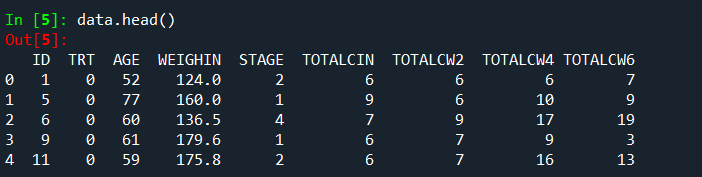 In [5]: data.head()
Out[5]:
ID TRT AGE WEIGHIN STAGE TOTALCIN TOTALCW2 TOTALCW4 TOTALCW6
0 1 0 52 124.0 2 6 6 6 7
1 5 0 77 160.0 1 9 6 10 9
2 6 0 60 136.5 4 7 9 17 19
3 9 0 61 179.6 1 6 7 9 3
4 11 0 59 175.8 2 6 7 16 13